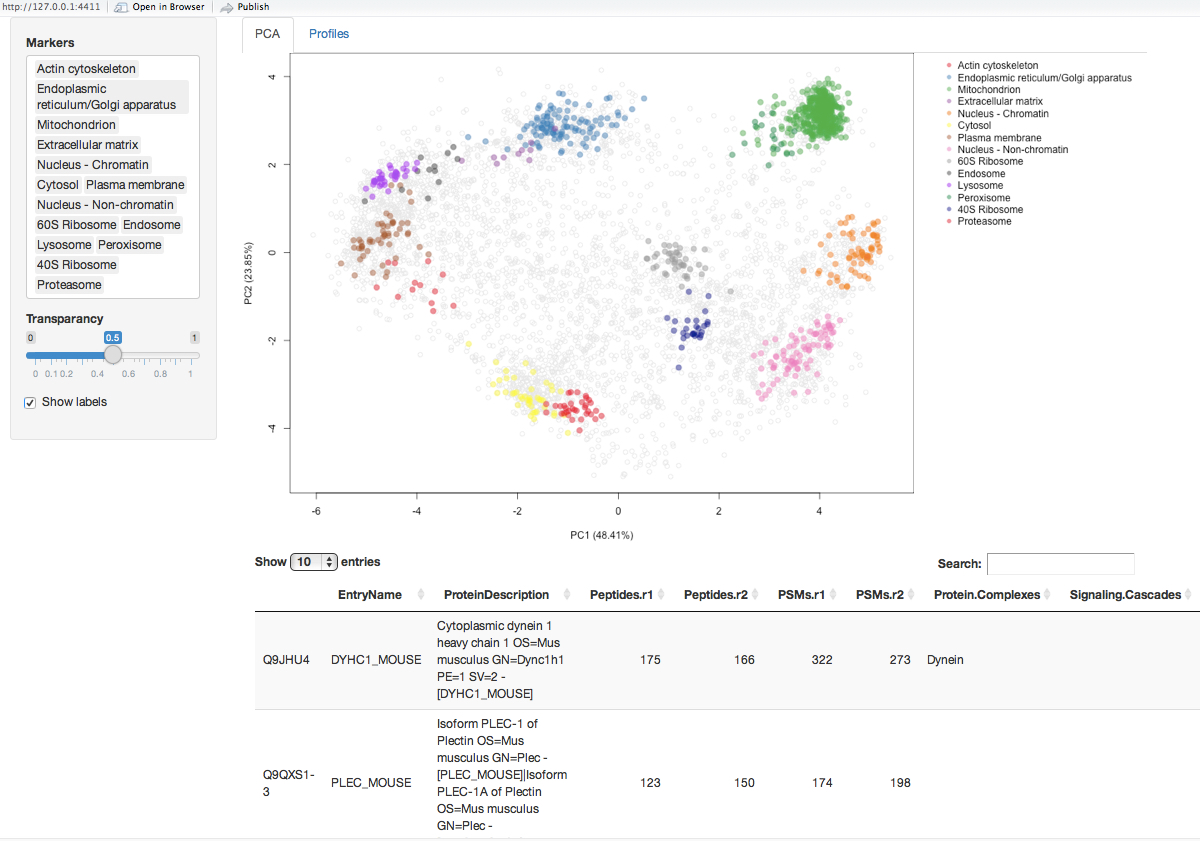 http://127.0.0.1:4411 Open in Browser Publish
Markers
Actin cytoskeleton
Endoplasmic
reticulum/Golgi apparatus
Mitochondrion
Extracellular matrix
Nucleus - Chromatin
Cytosol Plasma membrane
Nucleus - Non-chromatin
60S Ribosome Endosome
Lysosome Peroxisome
40S Ribosome
Proteasome
Transparancy
0 0.5 1
0 0.1 0.2 0.4 0.6 0.8 1
Show labels
PCA Profiles
4
2
0
-2
-4
PC2 (23.85%)
-6 -4 -2 0 2 4
PC1 (48.41%)
Actin cytoskeleton
Endoplasmic reticulum/Golgi apparatus
Mitochondrion
Extracellular matrix
Nucleus - Chromatin
Cytosol
Plasma membrane
Nucleus - Non-chromatin
60S Ribosome
Endosome
Lysosome
Peroxisome
40S Ribosome
Proteasome
Show 10 entries Search:
EntryName ProteinDescription Peptides.r1 Peptides.r2 PSMs.r1 PSMs.r2 Protein.Complexes Signaling.Cascades
Cytoplasmic dynein 1
heavy chain 1 OS=Mus
Q9JHU4 DYHC1_MOUSE musculus GN=Dync1h1 175 166 322 273 Dynein
PE=1 SV=2 -
[DYHC1_MOUSE]
Isoform PLEC-1 of
Plectin OS=Mus
musculus GN=Plec -
Q9QXS1-
3 PLEC_MOUSE [PLEC_MOUSE]|Isoform 123 150 174 198
PLEC-1A of Plectin
OS=Mus musculus
GN=Plec -